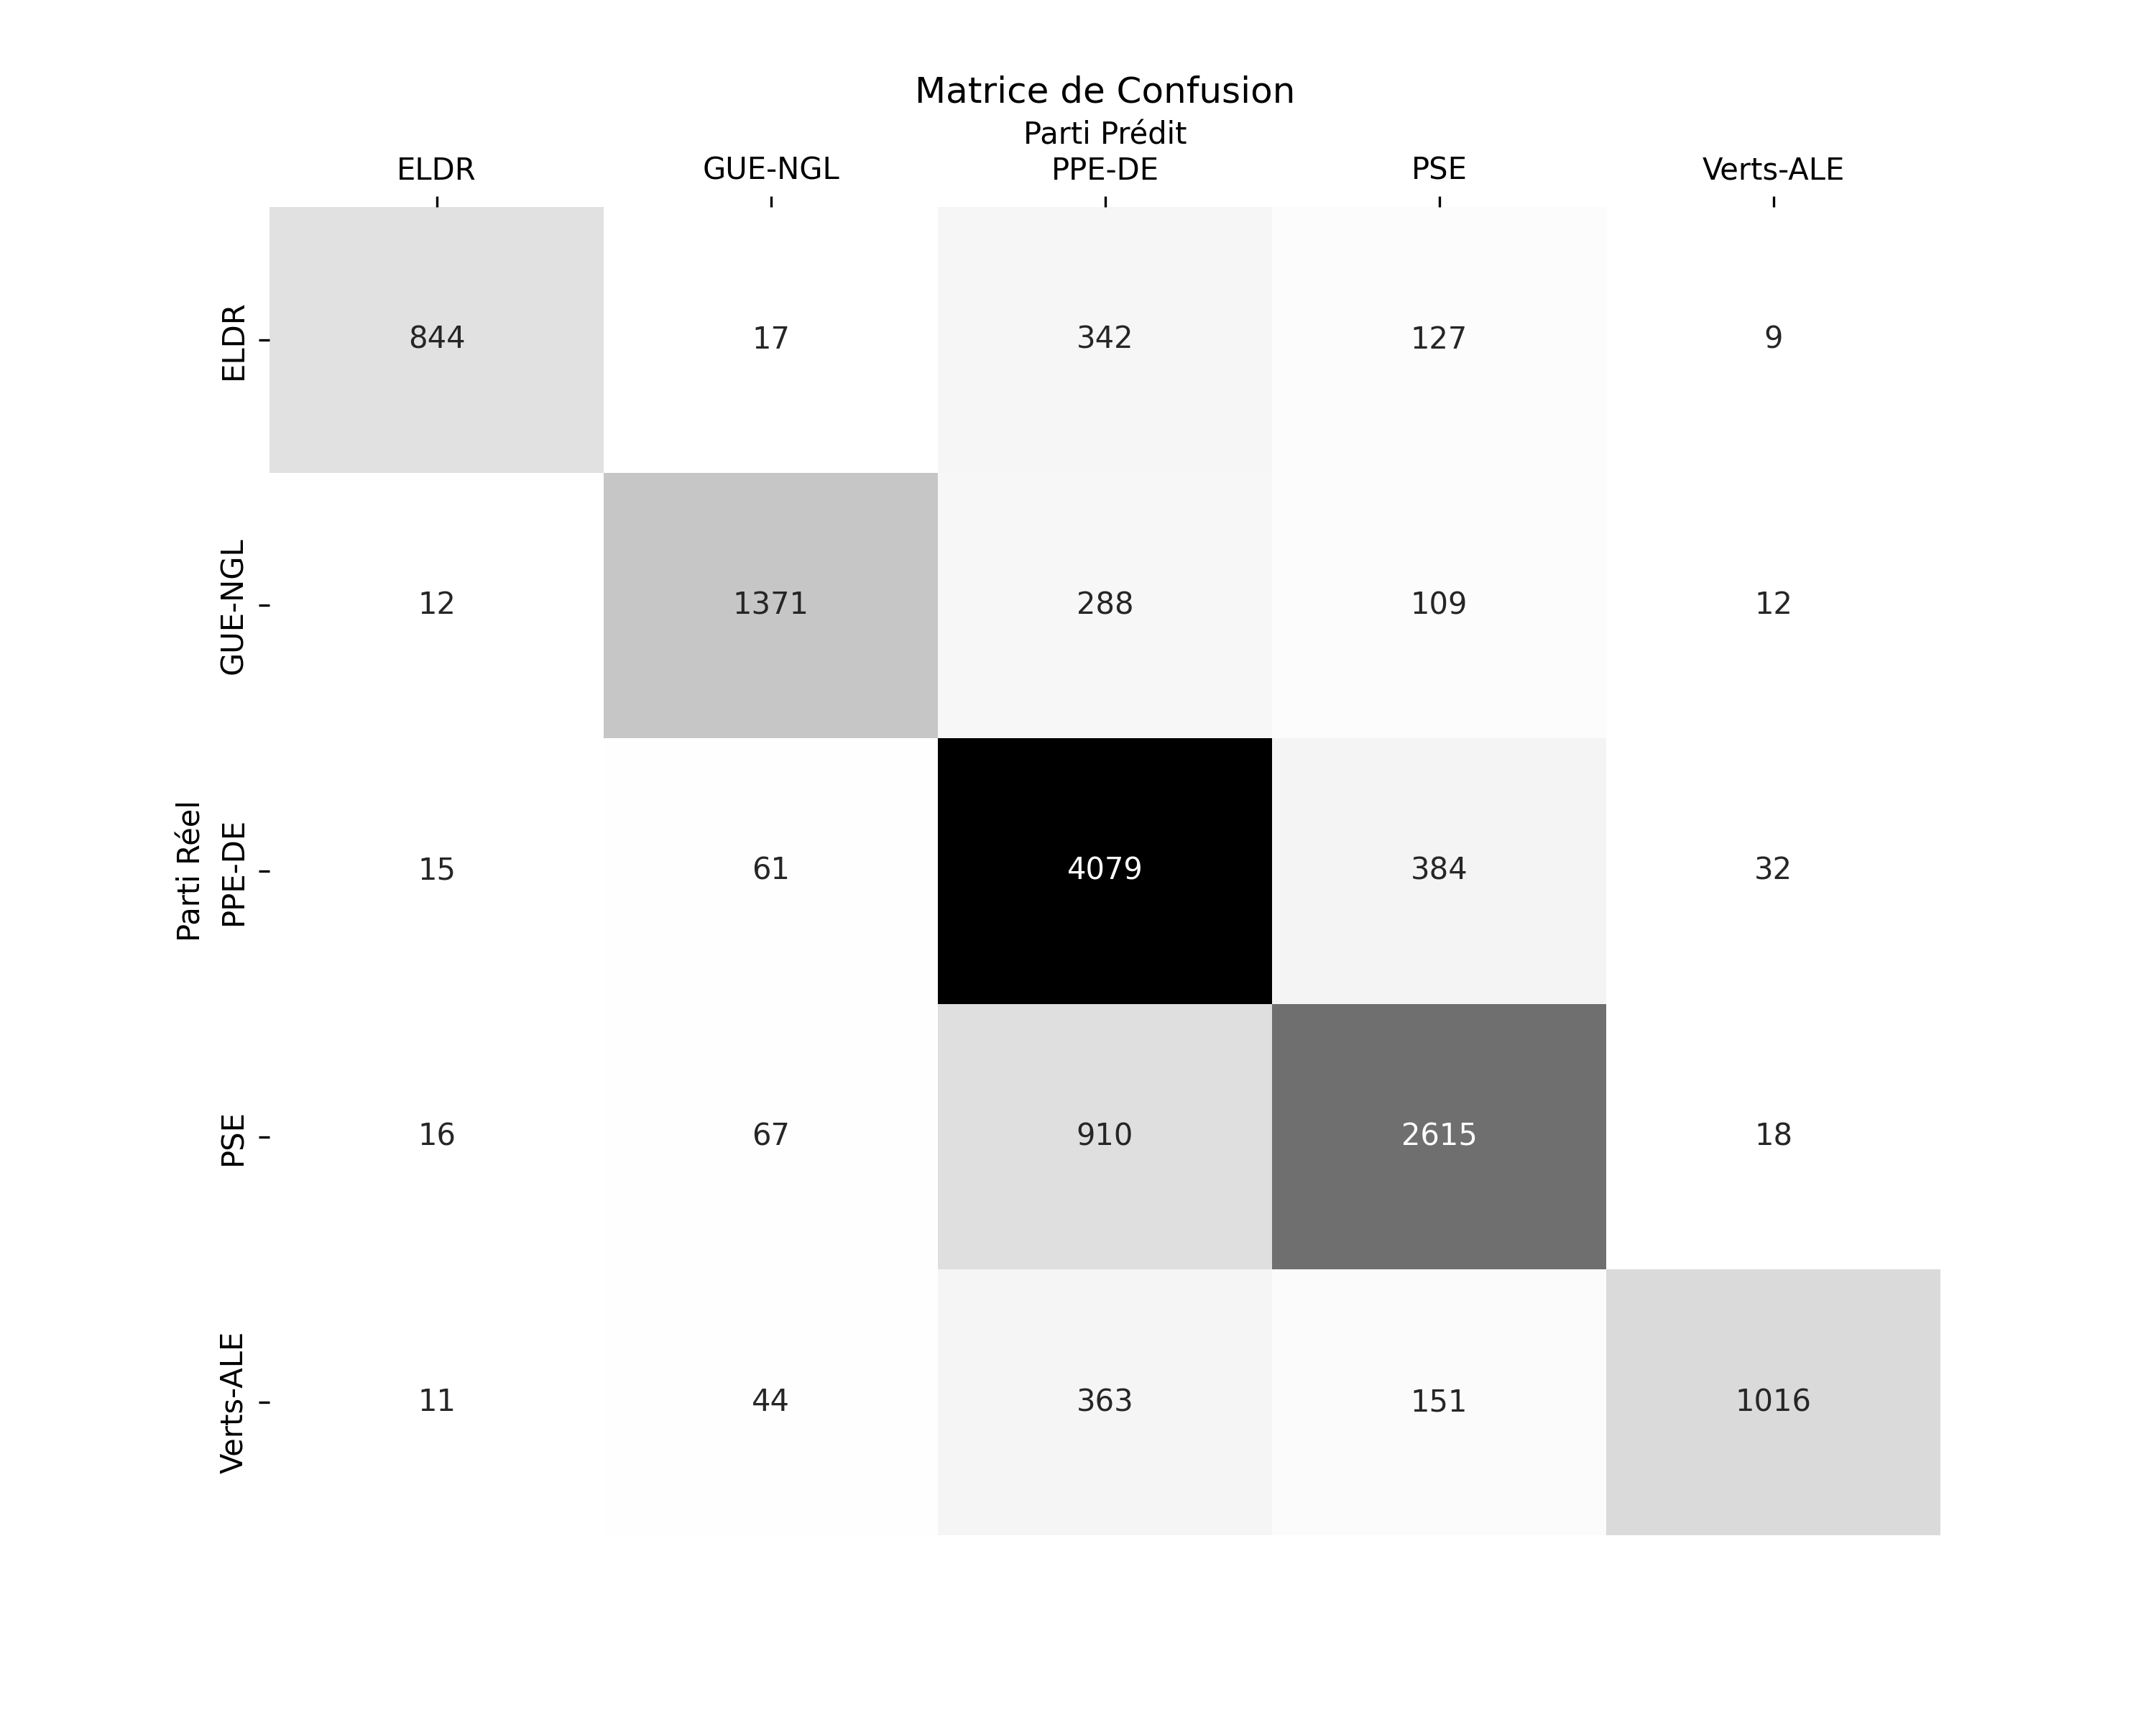 Matrice de Confusion
Parti Prédit
ELDR GUE-NGL PPE-DE PSE Verts-ALE
Parti Réel
ELDR 844 17 342 127 9
GUE-NGL 12 1371 288 109 12
PPE-DE 15 61 4079 384 32
PSE 16 67 910 2615 18
Verts-ALE 11 44 363 151 1016